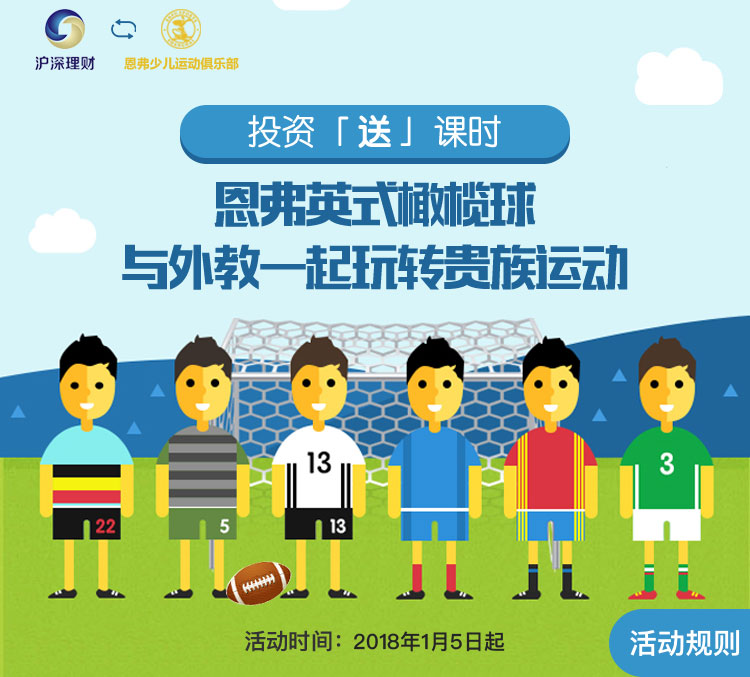 沪深理财
恩弗少儿运动俱乐部
投资「送」课时
恩弗英式橄榄球
与外教一起玩转贵族运动
13
3
22
5
13
活动时间：2018年1月5日起
活动规则